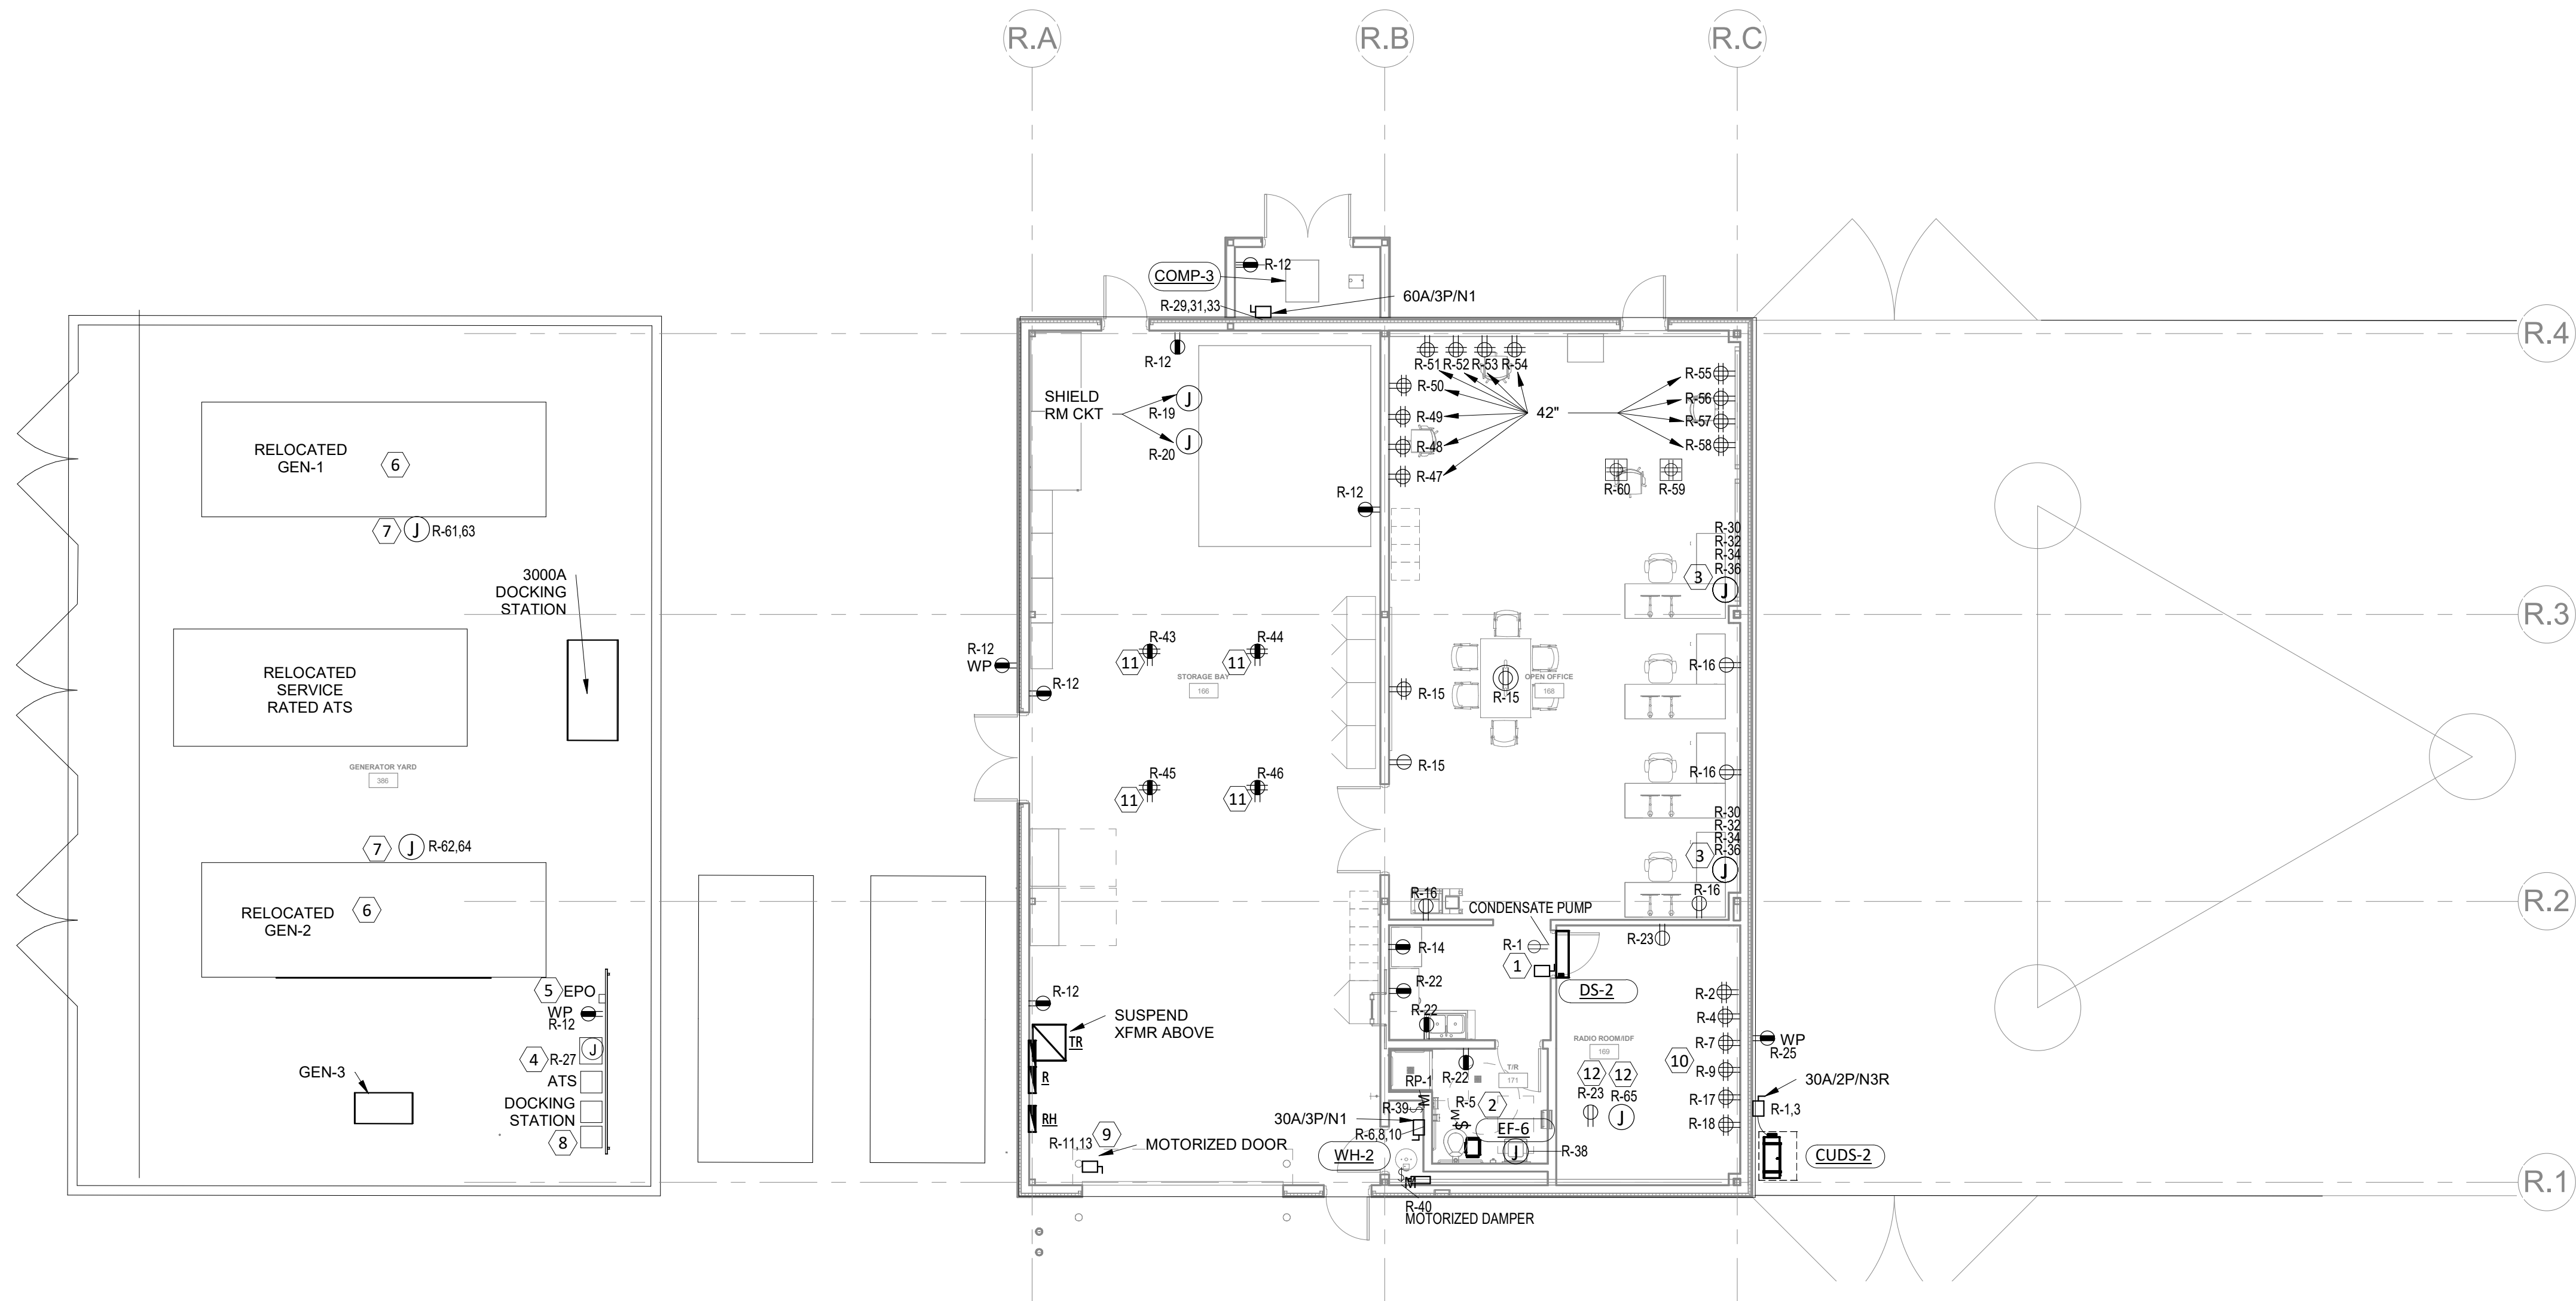 R.A
R.B
R.C
R.4
R.3
R.2
R.1
COMP-3
R-12
R-29,31,33
60A/3P/N1
RELOCATED
GEN-1
6
7
J
R-61,63
3000A
DOCKING
STATION
RELOCATED
SERVICE
RATED ATS
GENERATOR YARD
386
7
J
R-62,64
RELOCATED
GEN-2
6
5
EPO
WP
R-12
4
R-27
J
ATS
DOCKING
STATION
8
GEN-3
R-12
SHIELD
RM CKT
J
R-19
J
R-20
R-12
R-12
WP
R-12
R-43
11
R-44
11
STORAGE BAY
166
R-45
11
R-46
11
R-12
SUSPEND
XFMR ABOVE
TR
R
RH
R-11,13
9
MOTORIZED DOOR
R-51
R-52
R-53
R-54
R-50
R-49
R-48
R-47
42"
R-55
R-56
R-57
R-58
R-60
R-59
R-30
R-32
R-34
R-36
3
J
R-16
R-15
R-15
OPEN OFFICE
168
R-15
R-16
R-30
R-32
R-34
R-36
3
J
R-16
R-16
CONDENSATE PUMP
R-14
R-1
1
R-23
R-22
DS-2
R-22
R-2
R-4
R-7
R-9
R-17
R-18
10
RADIO ROOM/IDF
169
12
12
R-23
R-65
J
WP
R-25
30A/2P/N3R
R-1,3
CUDS-2
R-22
T/R
171
RP-1
R-39
$
M
R-5
M
$
2
30A/3P/N1
R-6,8,10
WH-2
EF-6
J
R-38
$
M
R-40
MOTORIZED DAMPER